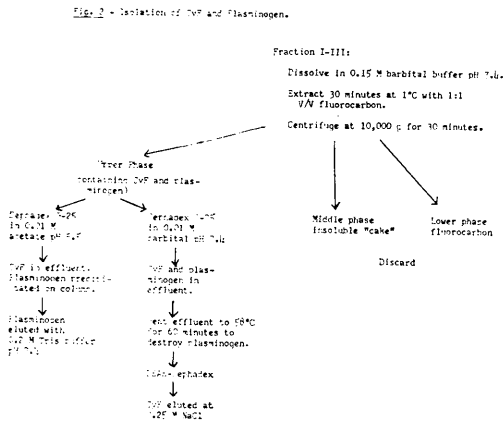 Fig. 2 - Isolation of CvF and Plasminogen.
Fraction I-III:
Dissolve in 0.15 M barbital buffer pH 7.4.
Extract 30 minutes at 1°C with 1:1
V/V fluorocarbon.
Centrifuge at 10,000 g for 30 minutes.
Upper Phase
containing CvF and plas-
minogen)
Middle phase
insoluble "cake"
Lower phase
fluorocarbon
Discard
Sephadex G-25
in 0.01 M
acetate pH
Sephadex G-25
in 0.01 M
barbital pH 7.4
CvF in effluent.
Plasminogen precipi-
tated on column.
CvF and plas-
minogen in
effluent.
Plasminogen
eluted with
0.2 M Tris buffer
pH
Heat effluent to 58°C
for 60 minutes to
destroy plasminogen.
DEAE- ephadex
CvF eluted at
0.25 M NaCl